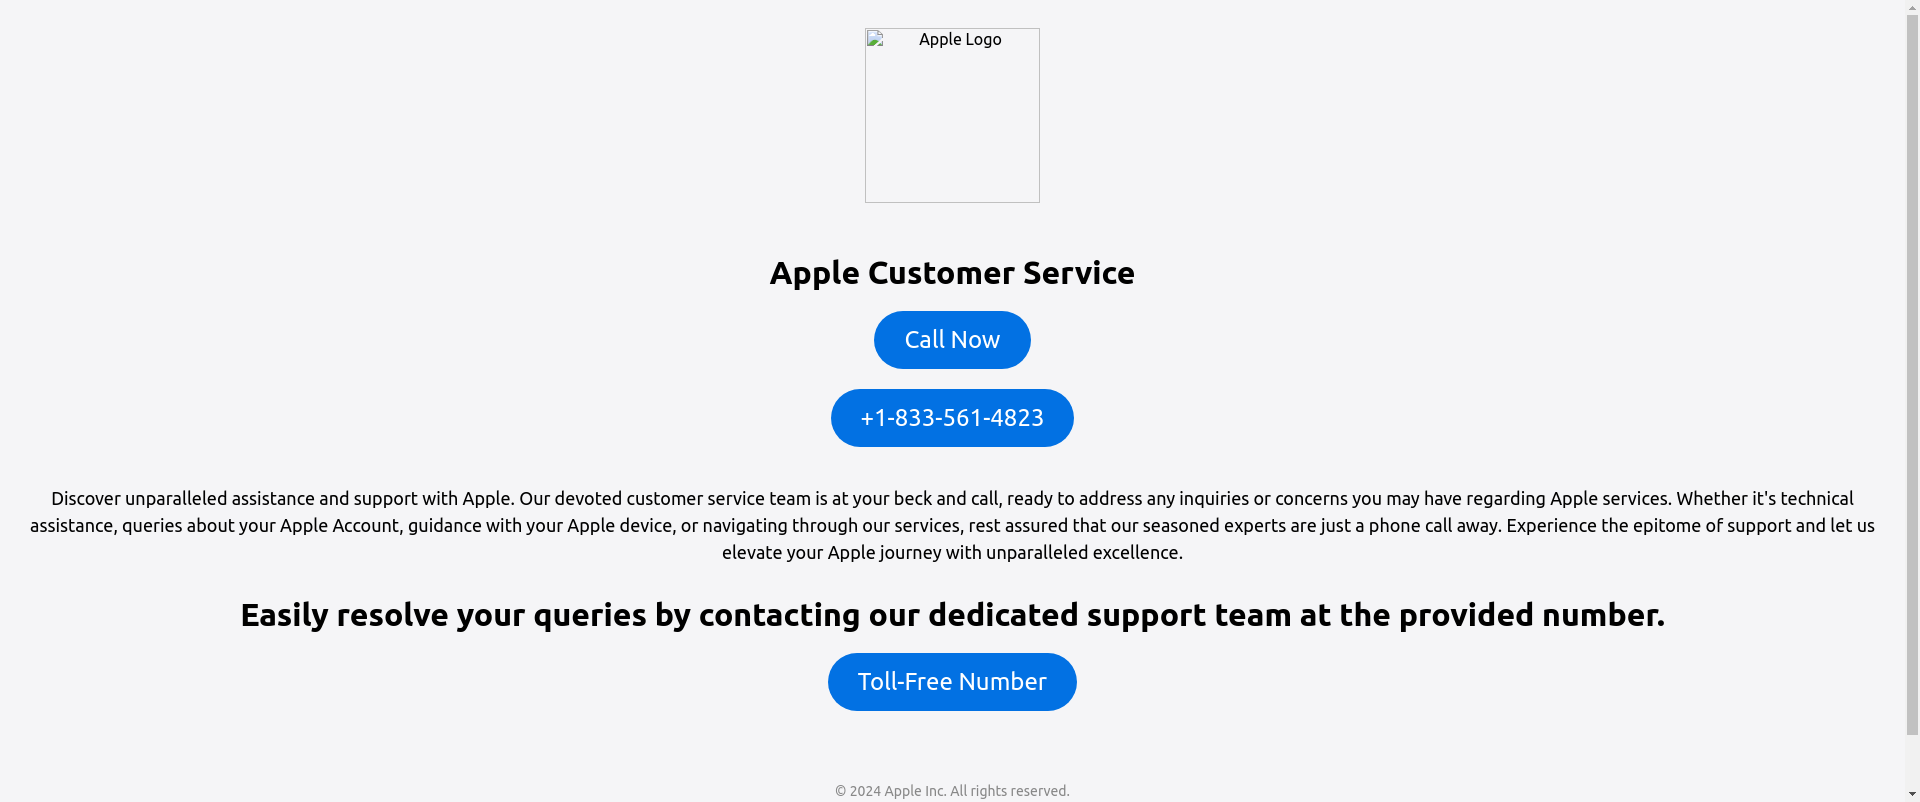 Apple Logo
Apple Customer Service
Call Now
+1-833-561-4823
Discover unparalleled assistance and support with Apple. Our devoted customer service team is at your beck and call, ready to address any inquiries or concerns you may have regarding Apple services. Whether it's technical
assistance, queries about your Apple Account, guidance with your Apple device, or navigating through our services, rest assured that our seasoned experts are just a phone call away. Experience the epitome of support and let us
elevate your Apple journey with unparalleled excellence.
Easily resolve your queries by contacting our dedicated support team at the provided number.
Toll-Free Number
© 2024 Apple Inc. All rights reserved.